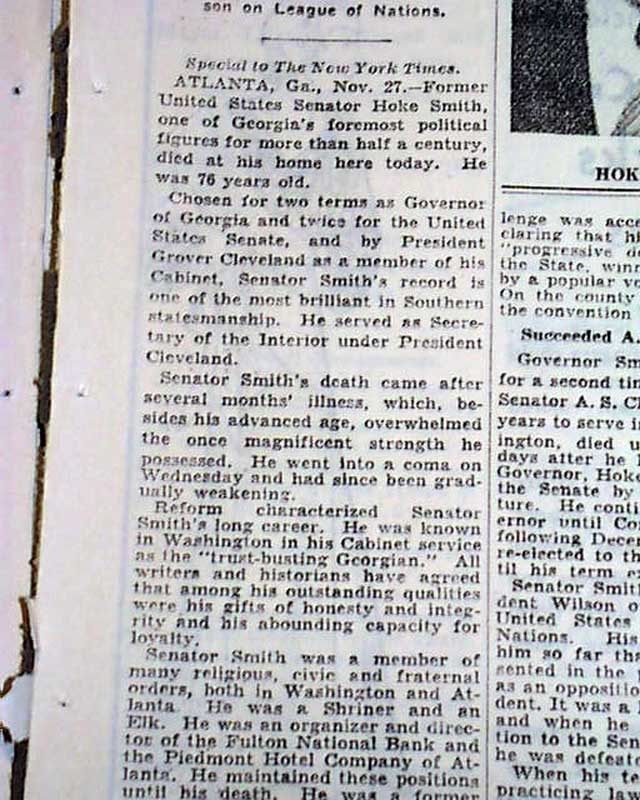 son on League of Nations.
Special to The New York Times.
ATLANTA, Ga., Nov. 27.—Former
United States Senator Hoke Smith,
one of Georgia's foremost political
figures for more than half a century,
died at his home here today. He
was 76 years old.
Chosen for two terms as Governor
of Georgia and twice for the United
States Senate, and by President
Grover Cleveland as a member of his
Cabinet, Senator Smith's record is
one of the most brilliant in Southern
statesmanship. He served as Secre-
tary of the Interior under President
Cleveland.
Senator Smith's death came after
several months' illness, which, be-
sides his advanced age, overwhelmed
the once magnificent strength he
possessed. He went into a coma on
Wednesday and had since been grad-
ually weakening.
Reform characterized Senator
Smith's long career. He was known
in Washington in his Cabinet service
as the "trust-busting Georgian." All
writers and historians have agreed
that among his outstanding qualities
were his gifts of honesty and integ-
rity and his abounding capacity for
loyalty.
Senator Smith was a member of
many religious, civic and fraternal
orders, both in Washington and At-
lanta. He was a Shriner and an
Elk. He was an organizer and direc-
tor of the Fulton National Bank and
the Piedmont Hotel Company of At-
lanta. He maintained these positions
until his death. He was a former
HOK
lenge was acce
claring that hi
"progressive de
the State, winn
by a popular vo
On the county
the convention
Succeeded A.
Governor Sm
for a second tin
Senator A. S. Cl
years to serve i
ington, died u
days after he
Governor, Hoke
the Senate by
ture. He conti
ernor until Co
following Decem
re-elected to th
til his term e
Senator Smit
dent Wilson o
United States
Nations. His
him so far tha
sented in the
as an oppositio
dent. It was a
and when he
tion to the Sen
he was defeate
When his te
practicing law